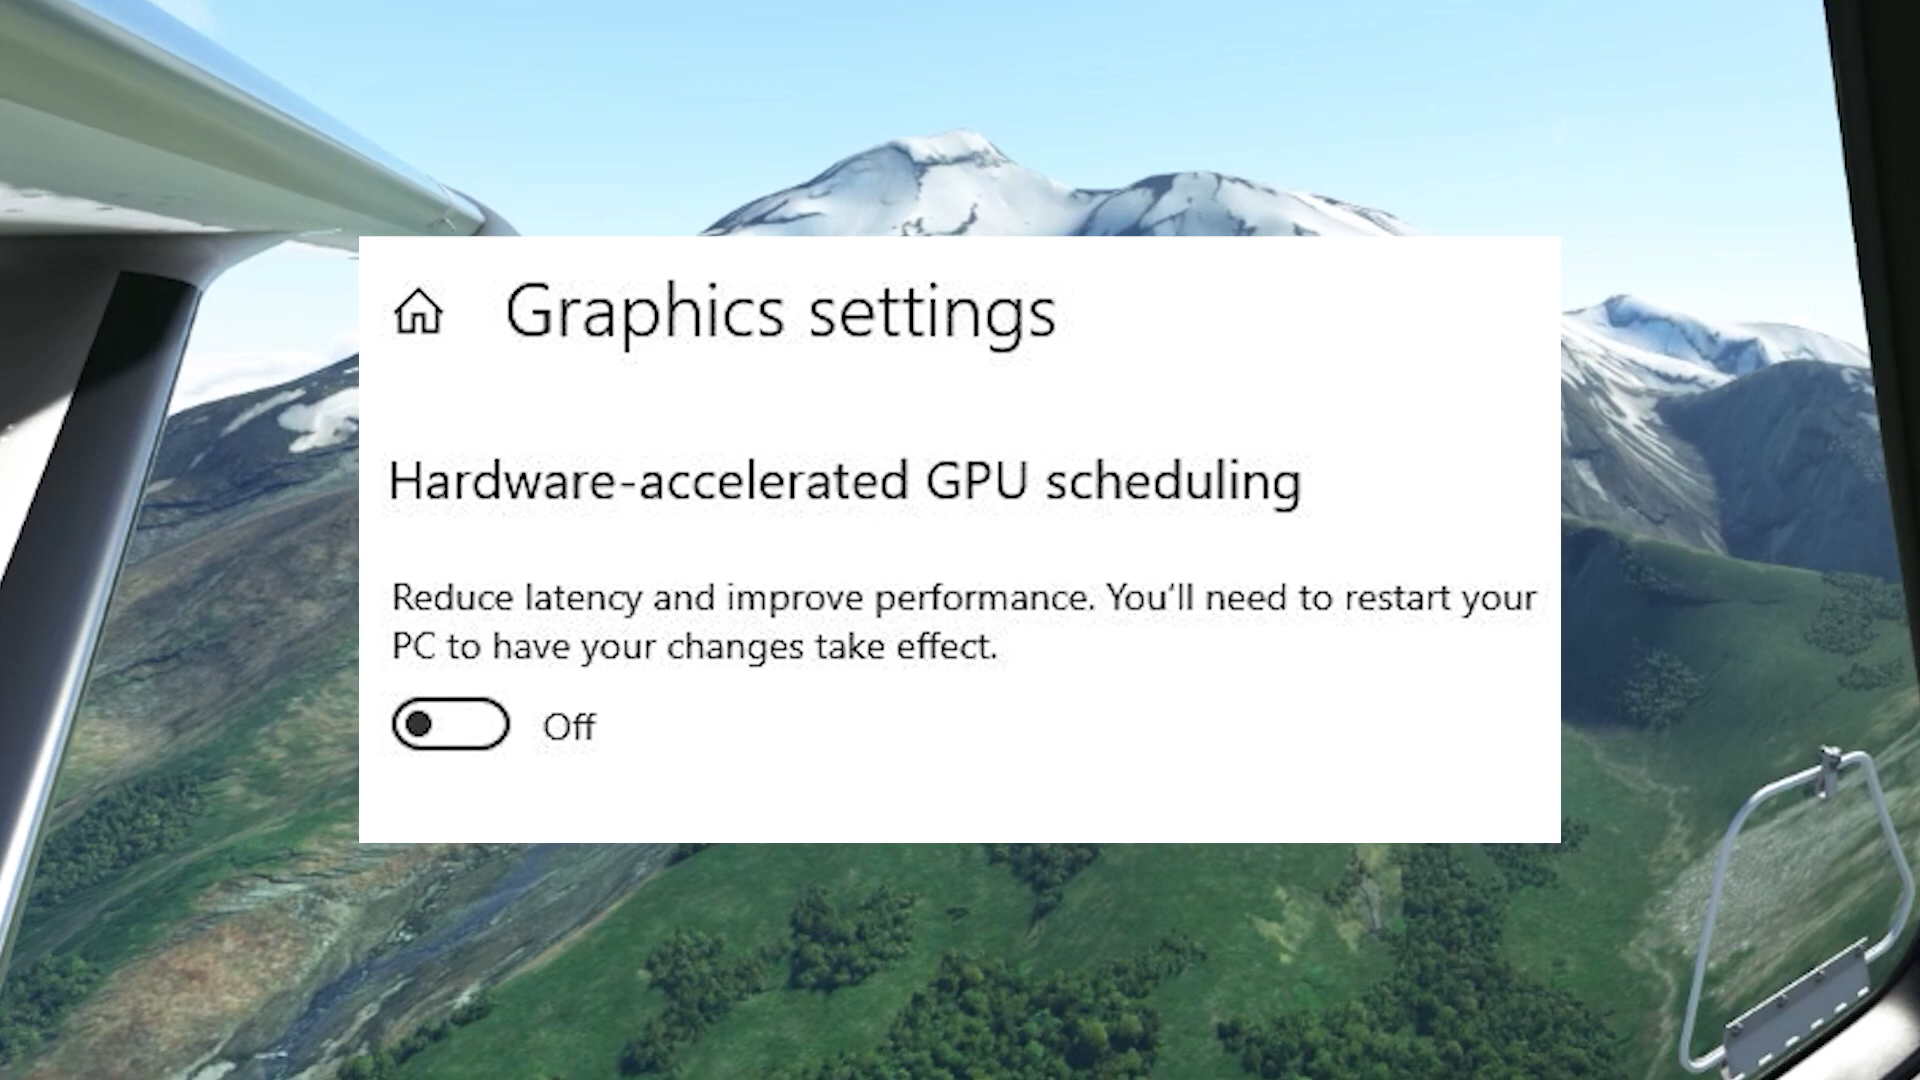 Graphics settings
Hardware-accelerated GPU scheduling
Reduce latency and improve performance. You'll need to restart your
PC to have your changes take effect.
Off